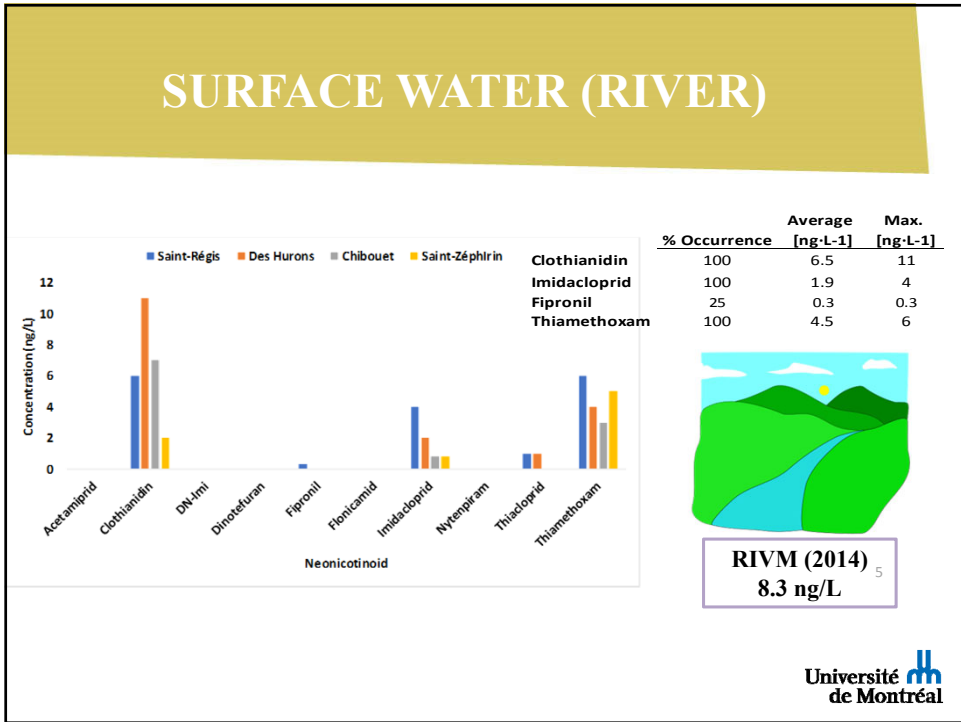 SURFACE WATER (RIVER)
Saint-Régis Des Hurons Chibouet Saint-ZéphIrin
Concentration(ng/L)
12
10
8
6
4
2
0
Acetamiprid
Clothianidin
DN-Imi
Dinotefuran
Fipronil
Flonicamid
Imidacloprid
Nytenpiram
Thiacloprid
Thiamethoxam
Neonicotinoid
Average Max.
% Occurrence [ng·L-1] [ng·L-1]
Clothianidin 100 6.5 11
Imidacloprid 100 1.9 4
Fipronil 25 0.3 0.3
Thiamethoxam 100 4.5 6
RIVM (2014)
8.3 ng/L
5
Université
de Montréal